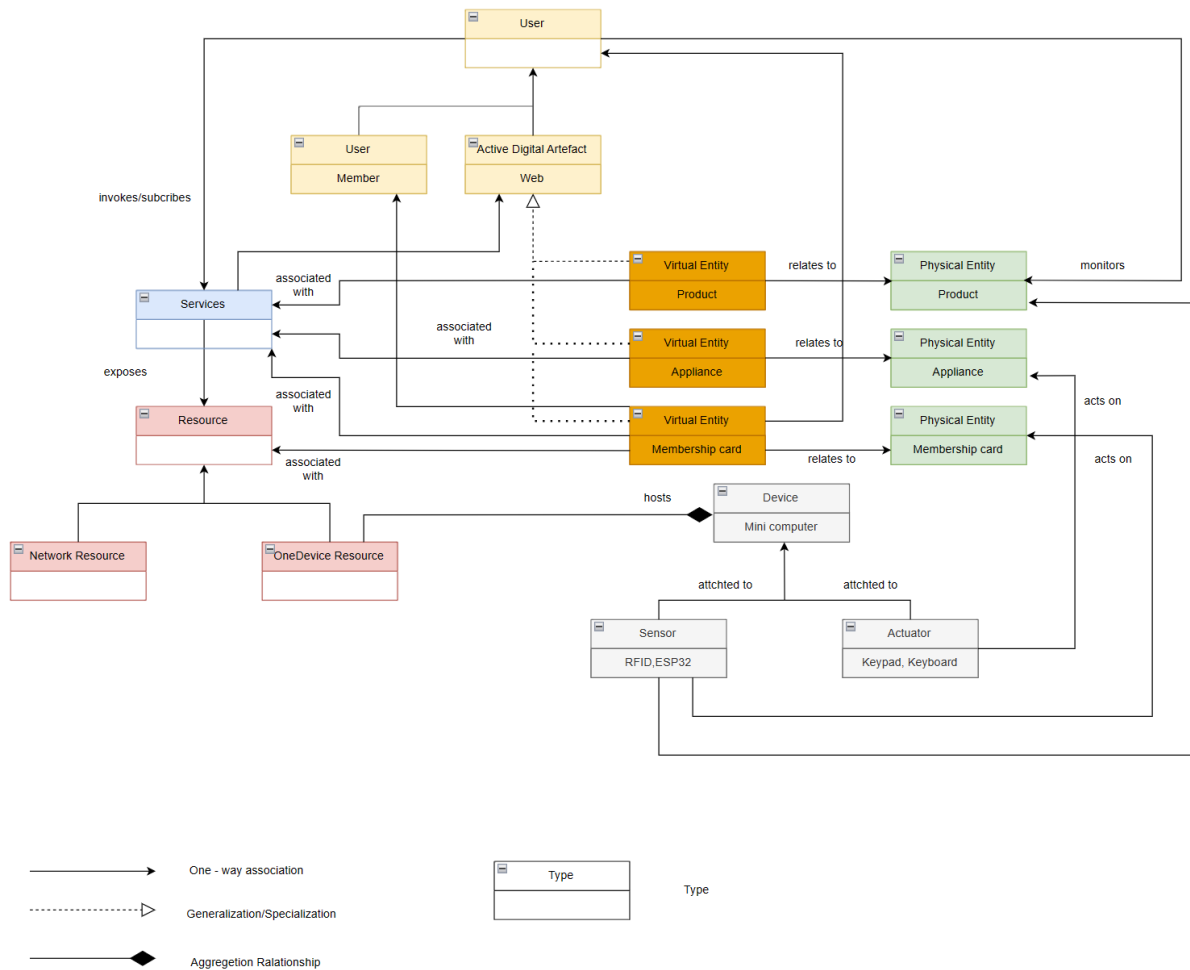 User
User
Member
Active Digital Artefact
Web
invokes/subcribes
Services
associated
with
associated
with
associated
with
associated
with
Virtual Entity
Product
relates to
Physical Entity
Product
monitors
Virtual Entity
Appliance
relates to
Physical Entity
Appliance
acts on
exposes
Resource
Virtual Entity
Membership card
relates to
Physical Entity
Membership card
acts on
hosts
Device
Mini computer
Network Resource
OneDevice Resource
attchted to
attchted to
Sensor
RFID,ESP32
Actuator
Keypad, Keyboard
One - way association
Type
Type
Generalization/Specialization
Aggregetion Ralationship